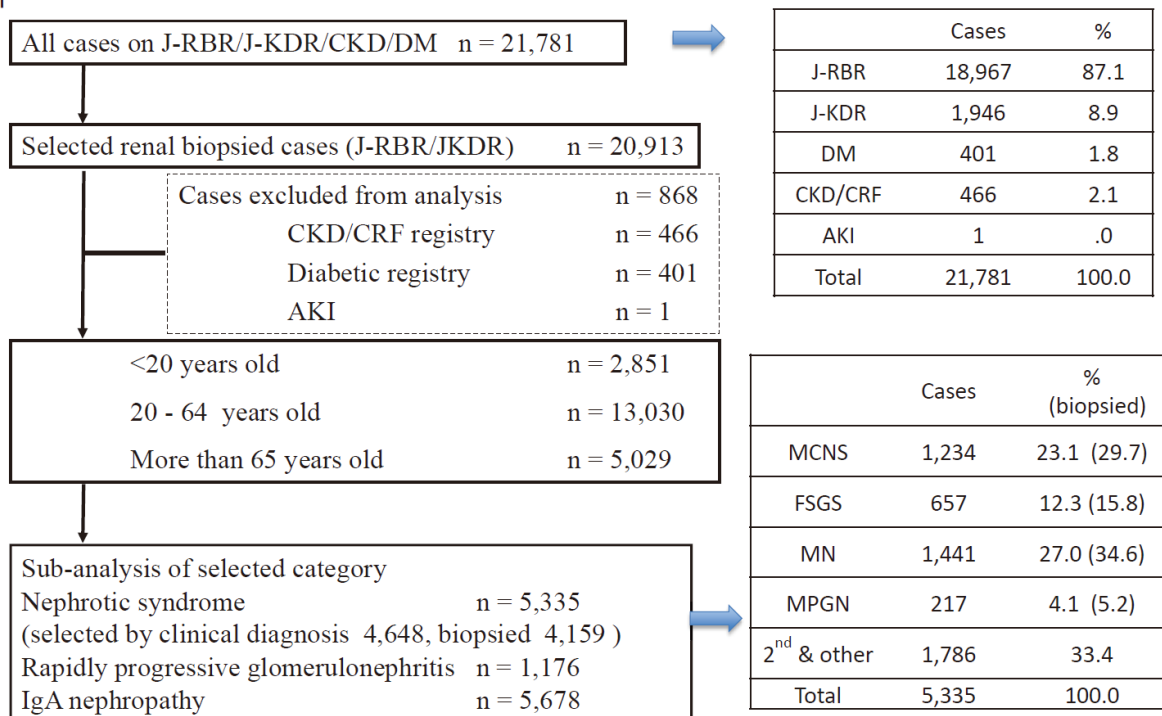 All cases on J-RBR/J-KDR/CKD/DM n = 21,781
Selected renal biopsied cases (J-RBR/JKDR) n = 20,913
Cases excluded from analysis n = 868
CKD/CRF registry n = 466
Diabetic registry n = 401
AKI n = 1
<20 years old n = 2,851
20 - 64 years old n = 13,030
More than 65 years old n = 5,029
Sub-analysis of selected category
Nephrotic syndrome n = 5,335
(selected by clinical diagnosis 4,648, biopsied 4,159 )
Rapidly progressive glomerulonephritis n = 1,176
IgA nephropathy n = 5,678
Cases %
J-RBR 18,967 87.1
J-KDR 1,946 8.9
DM 401 1.8
CKD/CRF 466 2.1
AKI 1 .0
Total 21,781 100.0
Cases % (biopsied)
MCNS 1,234 23.1 (29.7)
FSGS 657 12.3 (15.8)
MN 1,441 27.0 (34.6)
MPGN 217 4.1 (5.2)
2nd & other 1,786 33.4
Total 5,335 100.0